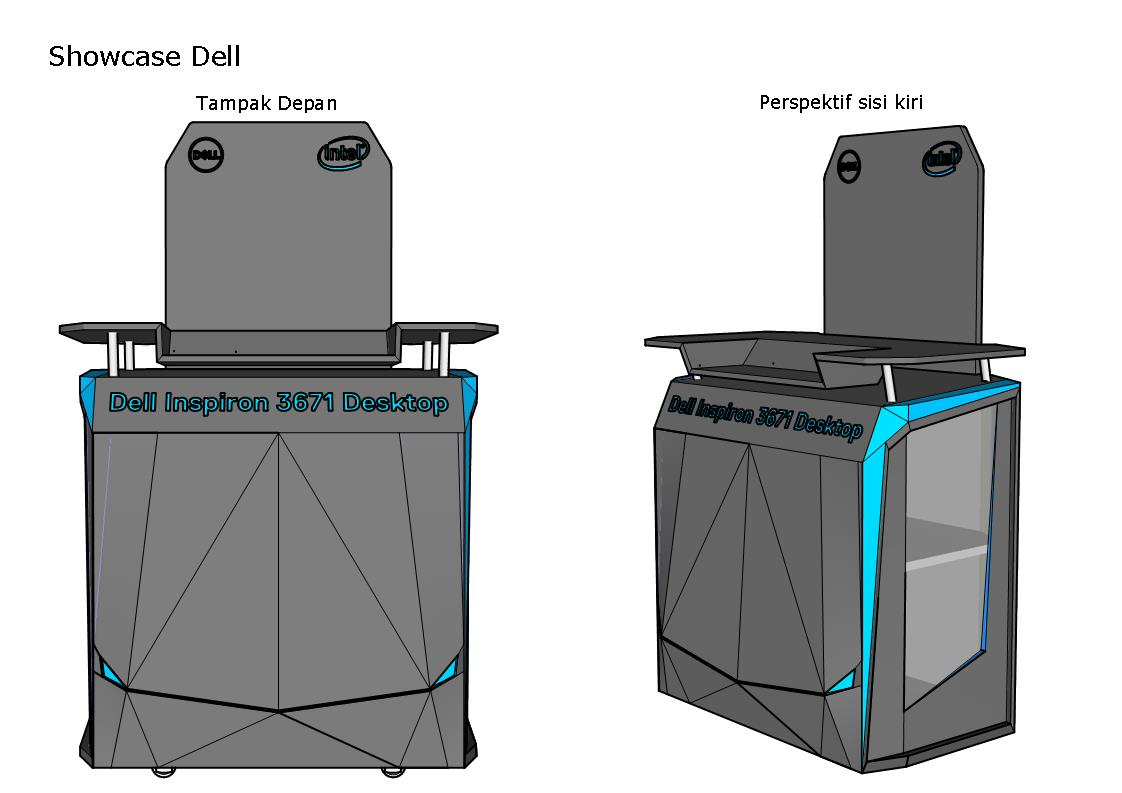 Showcase Dell
Tampak Depan
Perspektif sisi kiri
DELL
intel
DELL
intel
Dell Inspiron 3671 Desktop
Dell Inspiron 3671 Desktop